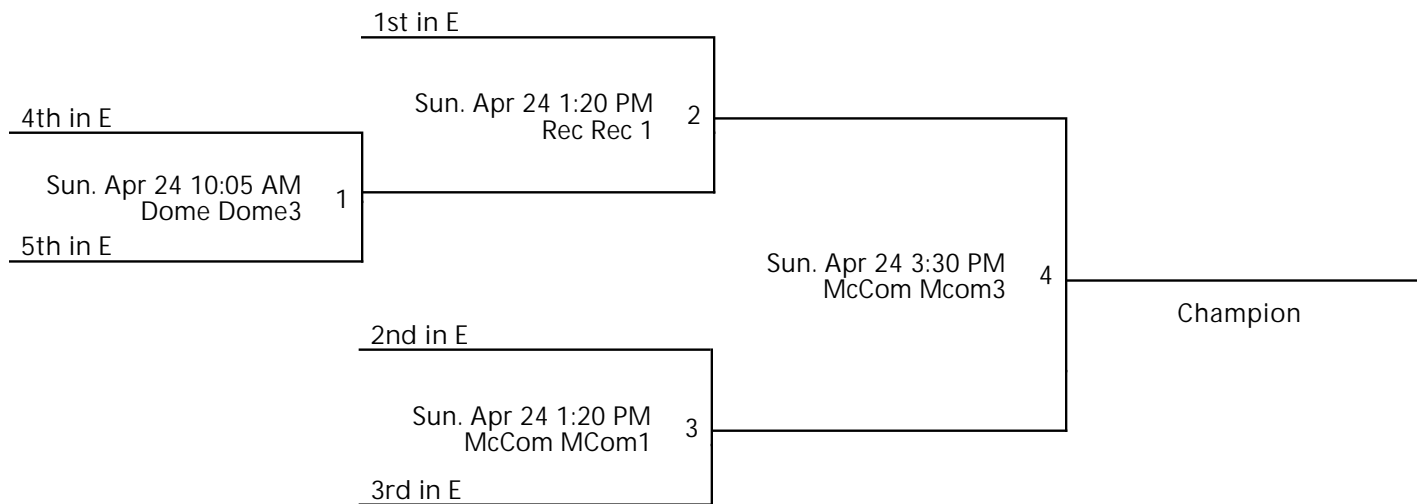 1st in E
Sun. Apr 24 1:20 PM
Rec Rec 1
2
4th in E
Sun. Apr 24 10:05 AM
Dome Dome3
1
5th in E
Sun. Apr 24 3:30 PM
McCom Mcom3
4
Champion
2nd in E
Sun. Apr 24 1:20 PM
McCom MCom1
3
3rd in E